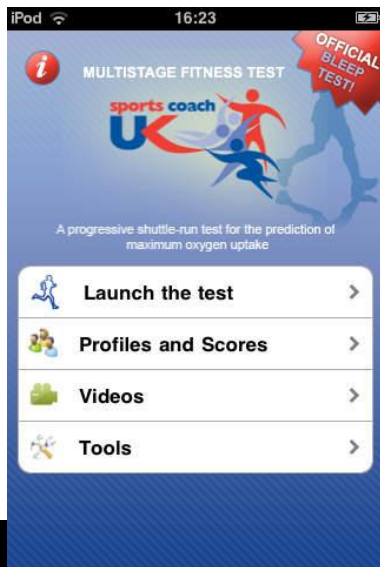 iPod 16:23
OFFICIAL
BLEEP
TEST!
i
MULTISTAGE FITNESS TEST
sports coach
UK
A progressive shuttle-run test for the prediction of
maximum oxygen uptake
Launch the test
Profiles and Scores
Videos
Tools